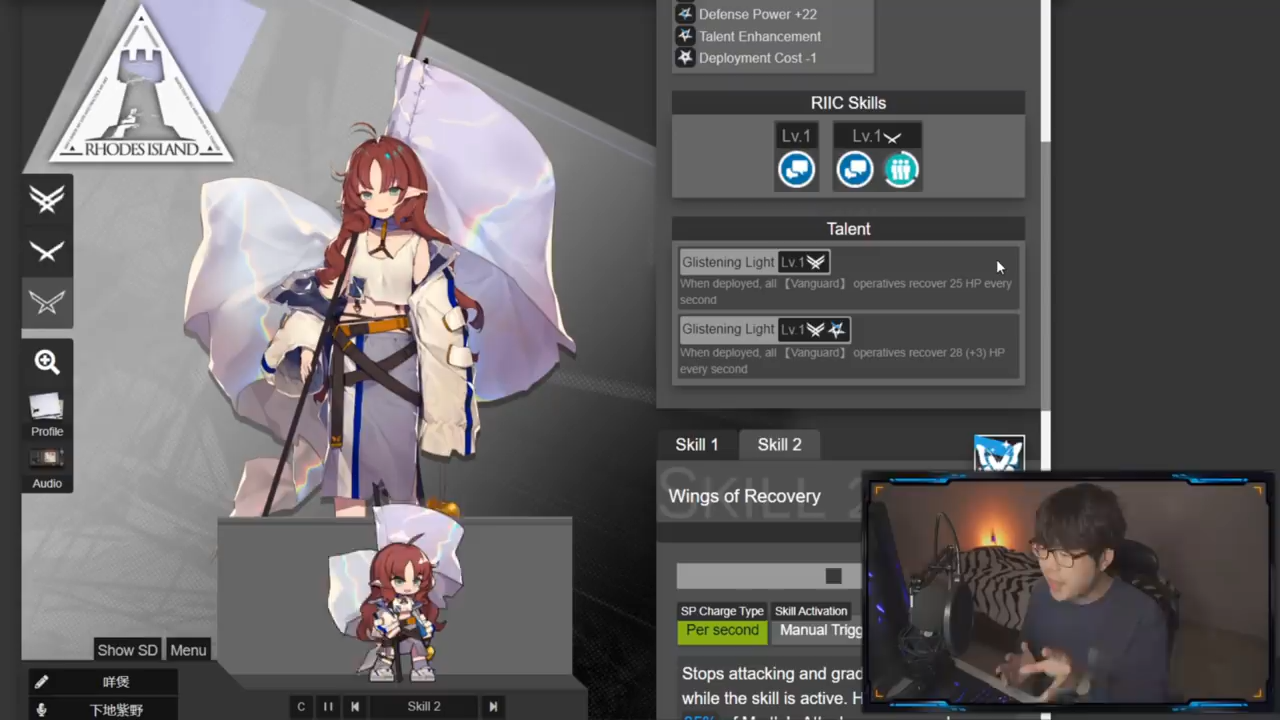 Defense Power +22
Talent Enhancement
Deployment Cost -1
RHODES ISLAND
RIIC Skills
Lv.1
Lv.1
Talent
Glistening Light Lv.1
When deployed, all 【Vanguard】 operatives recover 25 HP every
second
Glistening Light Lv.1
When deployed, all 【Vanguard】 operatives recover 28 (+3) HP
every second
Profile
Audio
Skill 1
Skill 2
Wings of Recovery
SP Charge Type
Skill Activation
Per second
Manual Trigg
Stops attacking and grad
while the skill is active. H
Show SD
Menu
咩煲
下地紫野
C
Skill 2